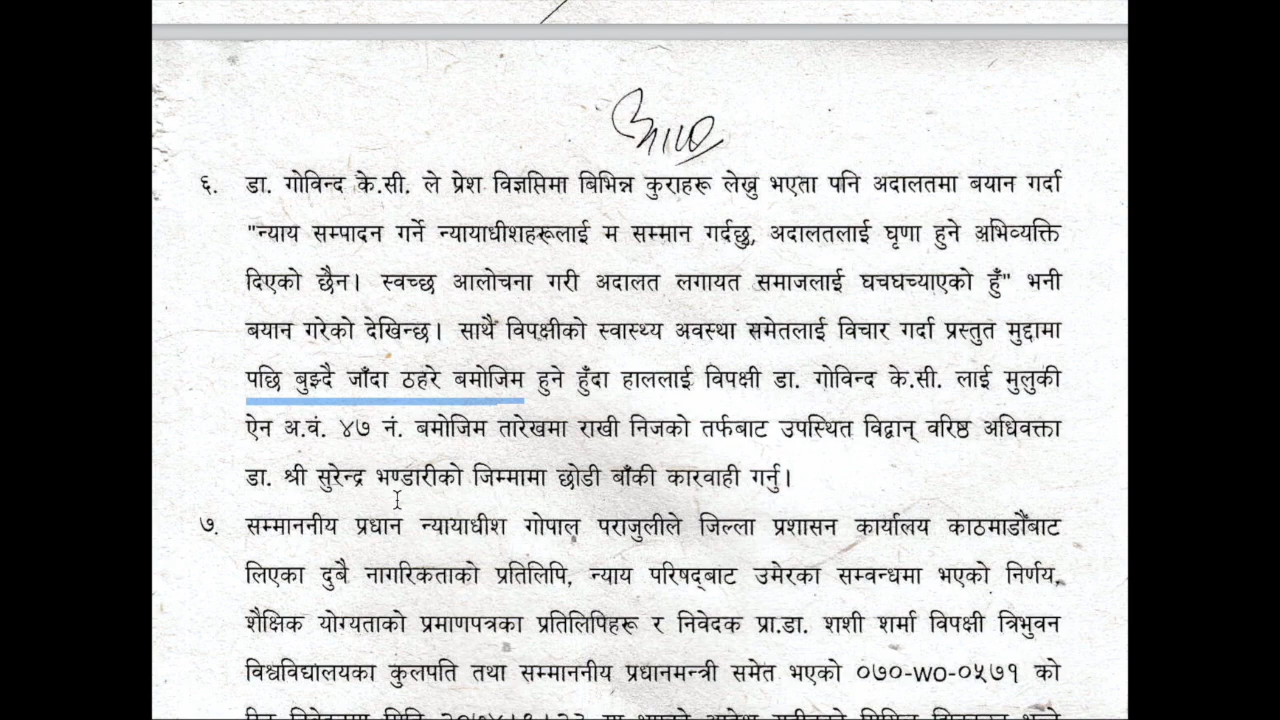 ६. डा. गोविन्द के.सी. ले प्रेश विज्ञप्तिमा बिभिन्न कुराहरू लेखु भएता पनि अदालतमा बयान गर्दा
"न्याय सम्पादन गर्ने न्यायाधीशहरूलाई म सम्मान गर्दछु, अदालतलाई घृणा हुने अभिव्यक्ति
दिएको छैन। स्वच्छ आलोचना गरी अदालत लगायत समाजलाई घचघच्याएको हुँ" भनी
बयान गरेको देखिन्छ। साथै विपक्षीको स्वास्थ्य अवस्था समेतलाई विचार गर्दा प्रस्तुत मुद्दामा
पछि बुझ्दै जाँदा ठहरे बमोजिम हुने हुँदा हाललाई विपक्षी डा. गोविन्द के.सी. लाई मुलुकी
ऐन अ.वं. ४७ नं. बमोजिम तारेखमा राखी निजको तर्फबाट उपस्थित विद्वान् वरिष्ठ अधिवक्ता
डा. श्री सुरेन्द्र भण्डारीको जिम्मामा छोडी बाँकी कारवाही गर्नु।
७. सम्माननीय प्रधान न्यायाधीश गोपाल पराजुलीले जिल्ला प्रशासन कार्यालय काठमाडौंबाट
लिएका दुबै नागरिकताको प्रतिलिपि, न्याय परिषद्बाट उमेरका सम्वन्धमा भएको निर्णय,
शैक्षिक योग्यताको प्रमाणपत्रका प्रतिलिपिहरू र निवेदक प्रा.डा. शशी शर्मा विपक्षी त्रिभुवन
विश्वविद्यालयका कुलपति तथा सम्माननीय प्रधानमन्त्री समेत भएको ०७०-WO-०५७१ को